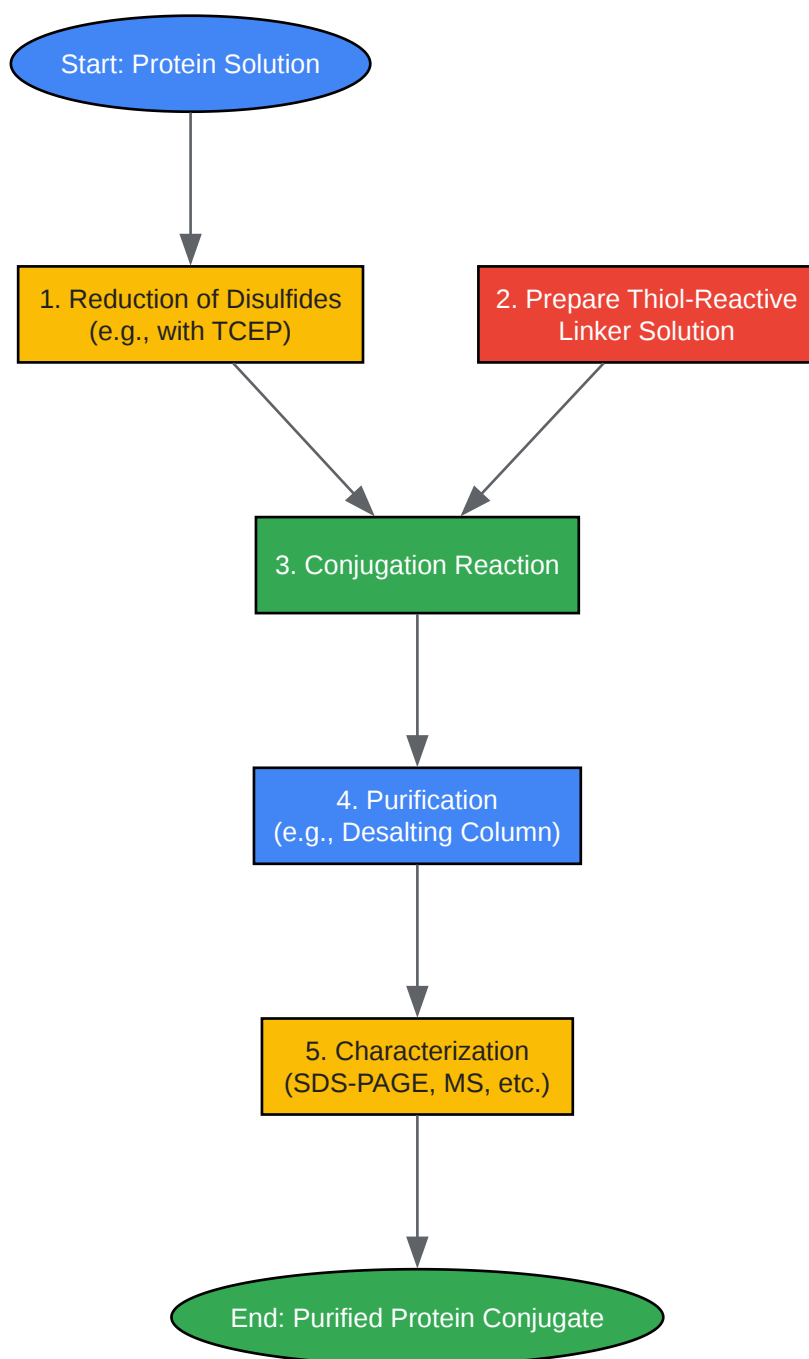 Start: Protein Solution
1. Reduction of Disulfides
(e.g., with TCEP)
2. Prepare Thiol-Reactive
Linker Solution
3. Conjugation Reaction
4. Purification
(e.g., Desalting Column)
5. Characterization
(SDS-PAGE, MS, etc.)
End: Purified Protein Conjugate